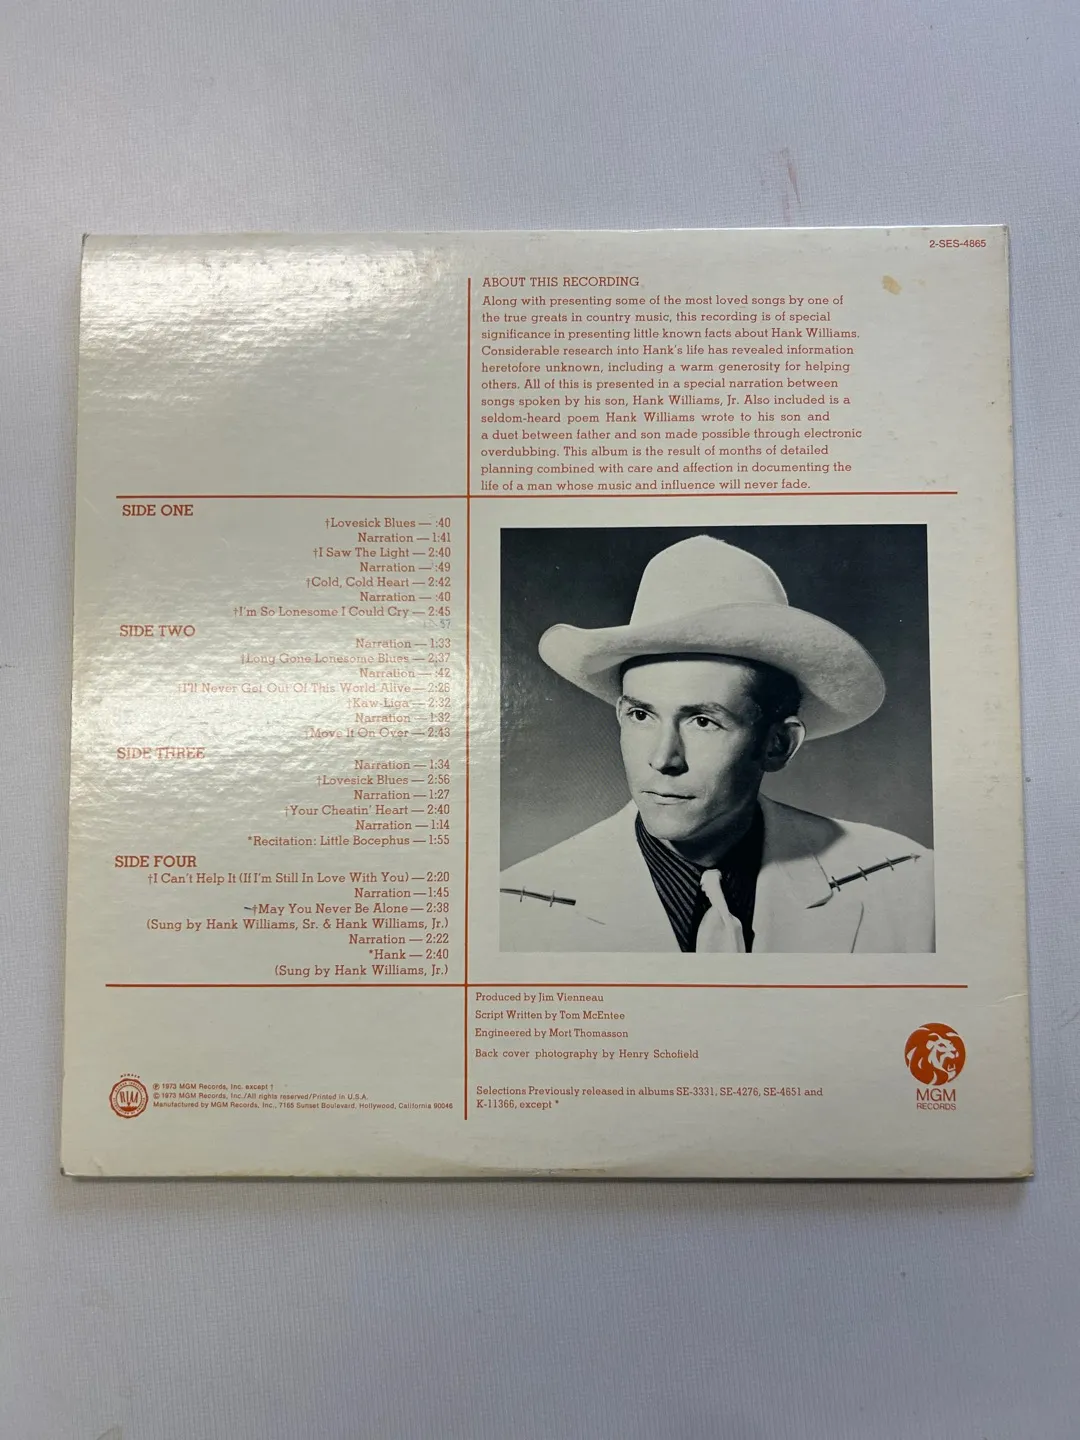 2-SES-4865
ABOUT THIS RECORDING
Along with presenting some of the most loved songs by one of
the true greats in country music, this recording is of special
significance in presenting little known facts about Hank Williams.
Considerable research into Hank's life has revealed information
heretofore unknown, including a warm generosity for helping
others. All of this is presented in a special narration between
songs spoken by his son, Hank Williams, Jr. Also included is a
seldom-heard poem Hank Williams wrote to his son and
a duet between father and son made possible through electronic
overdubbing. This album is the result of months of detailed
planning combined with care and affection in documenting the
life of a man whose music and influence will never fade.
SIDE ONE
†Lovesick Blues — :40
Narration — 1:41
†I Saw The Light — 2:40
Narration — :49
†Cold, Cold Heart — 2:42
Narration — :40
†I'm So Lonesome I Could Cry — 2:45
57
SIDE TWO
Narration — 1:33
†Long Gone Lonesome Blues — 2:37
Narration — :42
†I'll Never Get Out Of This World Alive — 2:26
†Kaw-Liga — 2:32
Narration — 1:32
†Move It On Over — 2:43
SIDE THREE
Narration — 1:34
†Lovesick Blues — 2:56
Narration — 1:27
†Your Cheatin' Heart — 2:40
Narration — 1:14
*Recitation: Little Bocephus — 1:55
SIDE FOUR
†I Can't Help It (If I'm Still In Love With You) — 2:20
Narration — 1:45
†May You Never Be Alone — 2:38
(Sung by Hank Williams, Sr. & Hank Williams, Jr.)
Narration — 2:22
*Hank — 2:40
(Sung by Hank Williams, Jr.)
Produced by Jim Vienneau
Script Written by Tom McEntee
Engineered by Mort Thomasson
Back cover photography by Henry Schofield
Selections Previously released in albums SE-3331, SE-4276, SE-4651 and
K-11366, except *
MGM
RECORDS
℗ 1973 MGM Records, Inc. except †
© 1973 MGM Records, Inc./All rights reserved/Printed in U.S.A.
Manufactured by MGM Records, Inc., 7165 Sunset Boulevard, Hollywood, California 90046